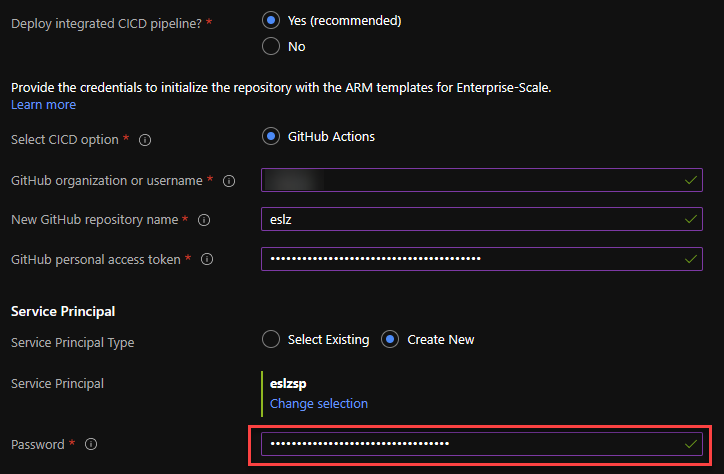 Deploy integrated CICD pipeline? *
Yes (recommended)
No
Provide the credentials to initialize the repository with the ARM templates for Enterprise-Scale.
Learn more
Select CICD option *
GitHub Actions
GitHub organization or username *
New GitHub repository name *
eslz
GitHub personal access token *
Service Principal
Service Principal Type
Select Existing
Create New
Service Principal
eslzsp
Change selection
Password *